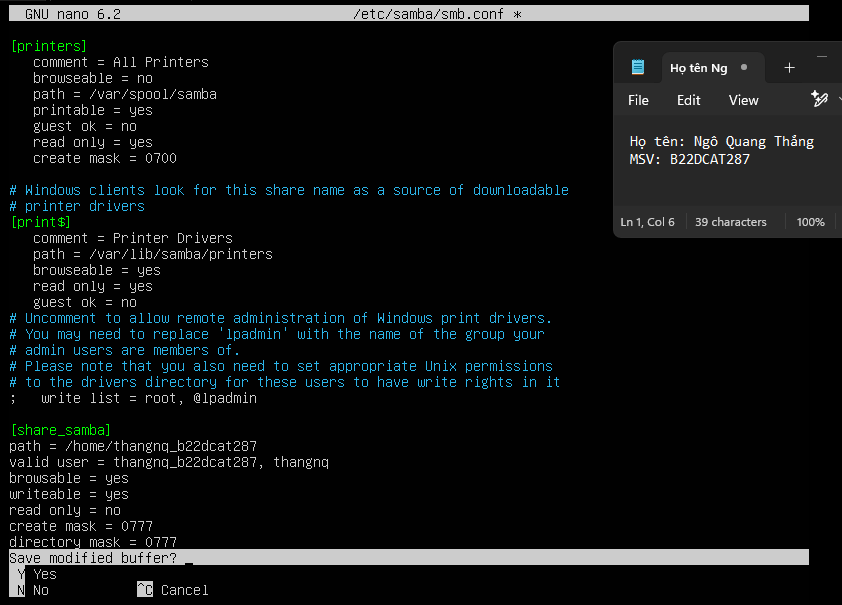 GNU nano 6.2 /etc/samba/smb.conf *
[printers]
comment = All Printers
browseable = no
path = /var/spool/samba
printable = yes
guest ok = no
read only = yes
create mask = 0700
# Windows clients look for this share name as a source of downloadable
# printer drivers
[print$]
comment = Printer Drivers
path = /var/lib/samba/printers
browseable = yes
read only = yes
guest ok = no
# Uncomment to allow remote administration of Windows print drivers.
# You may need to replace 'lpadmin' with the name of the group your
# admin users are members of.
# Please note that you also need to set appropriate Unix permissions
# to the drivers directory for these users to have write rights in it
;   write list = root, @lpadmin
[share_samba]
path = /home/thangnq_b22dcat287
valid user = thangnq_b22dcat287, thangnq
browsable = yes
writeable = yes
read only = no
create mask = 0777
directory mask = 0777
Save modified buffer?
Y Yes
N No ^C Cancel
Họ tên Ng
File Edit View
Họ tên: Ngô Quang Thắng
MSV: B22DCAT287
Ln 1, Col 6 39 characters 100%